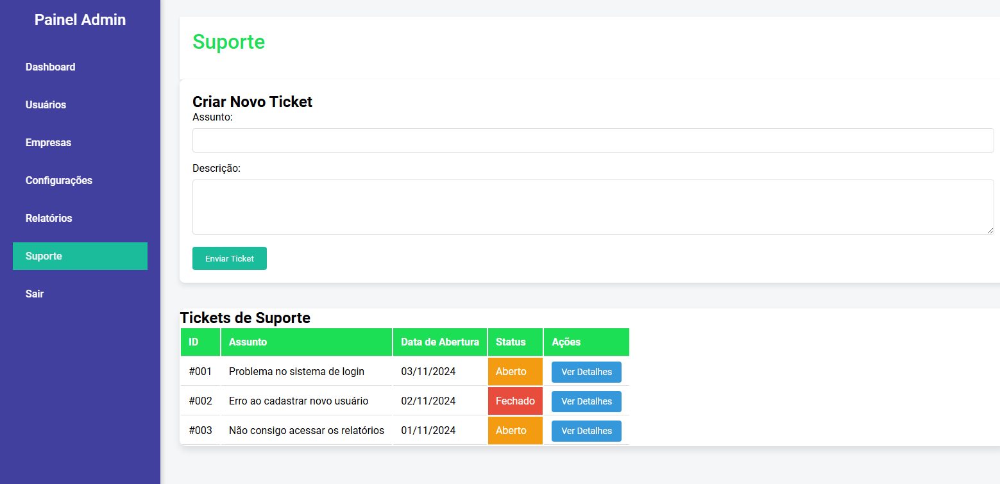 Painel Admin
Dashboard
Usuários
Empresas
Configurações
Relatórios
Suporte
Sair
Suporte
Criar Novo Ticket
Assunto:
Descrição:
Enviar Ticket
Tickets de Suporte
ID Assunto Data de Abertura Status Ações
#001 Problema no sistema de login 03/11/2024 Aberto Ver Detalhes
#002 Erro ao cadastrar novo usuário 02/11/2024 Fechado Ver Detalhes
#003 Não consigo acessar os relatórios 01/11/2024 Aberto Ver Detalhes